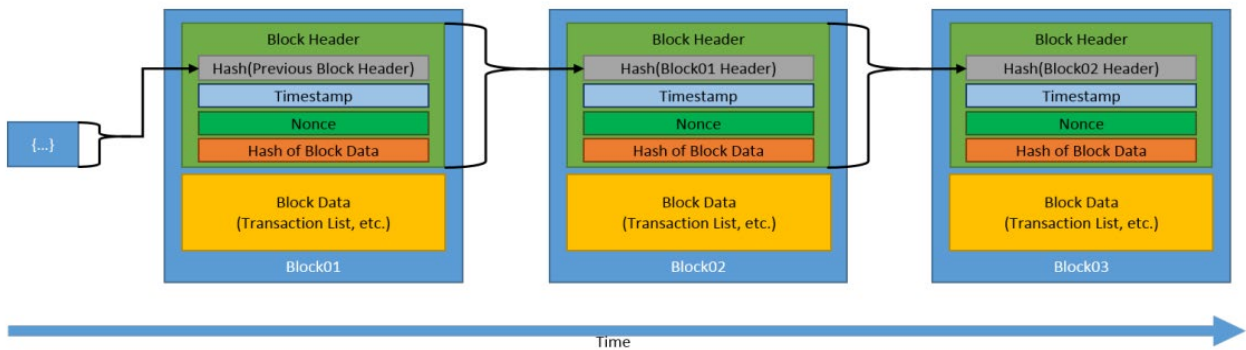 {...}
Block Header
Hash(Previous Block Header)
Timestamp
Nonce
Hash of Block Data
Block Data
(Transaction List, etc.)
Block01
Block Header
Hash(Block01 Header)
Timestamp
Nonce
Hash of Block Data
Block Data
(Transaction List, etc.)
Block02
Block Header
Hash(Block02 Header)
Timestamp
Nonce
Hash of Block Data
Block Data
(Transaction List, etc.)
Block03
Time